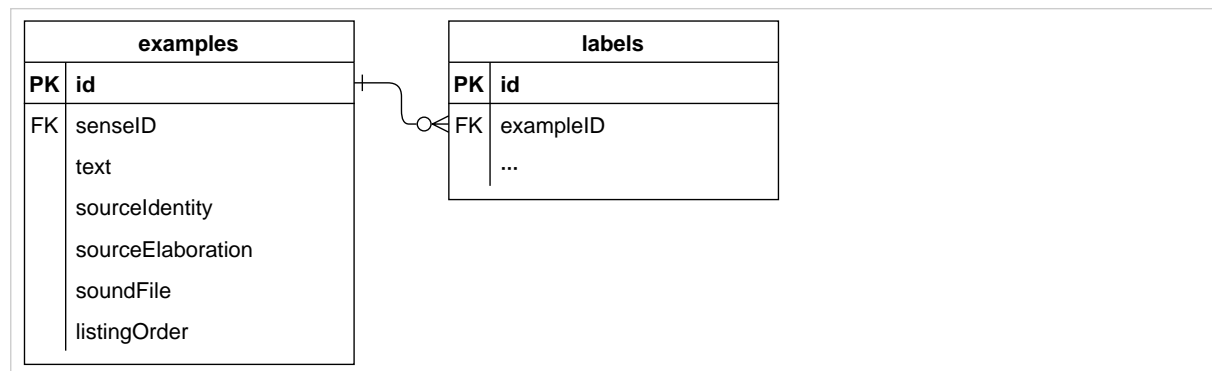 examples
PK id
FK senseID
text
sourceIdentity
sourceElaboration
soundFile
listingOrder
labels
PK id
FK exampleID
...